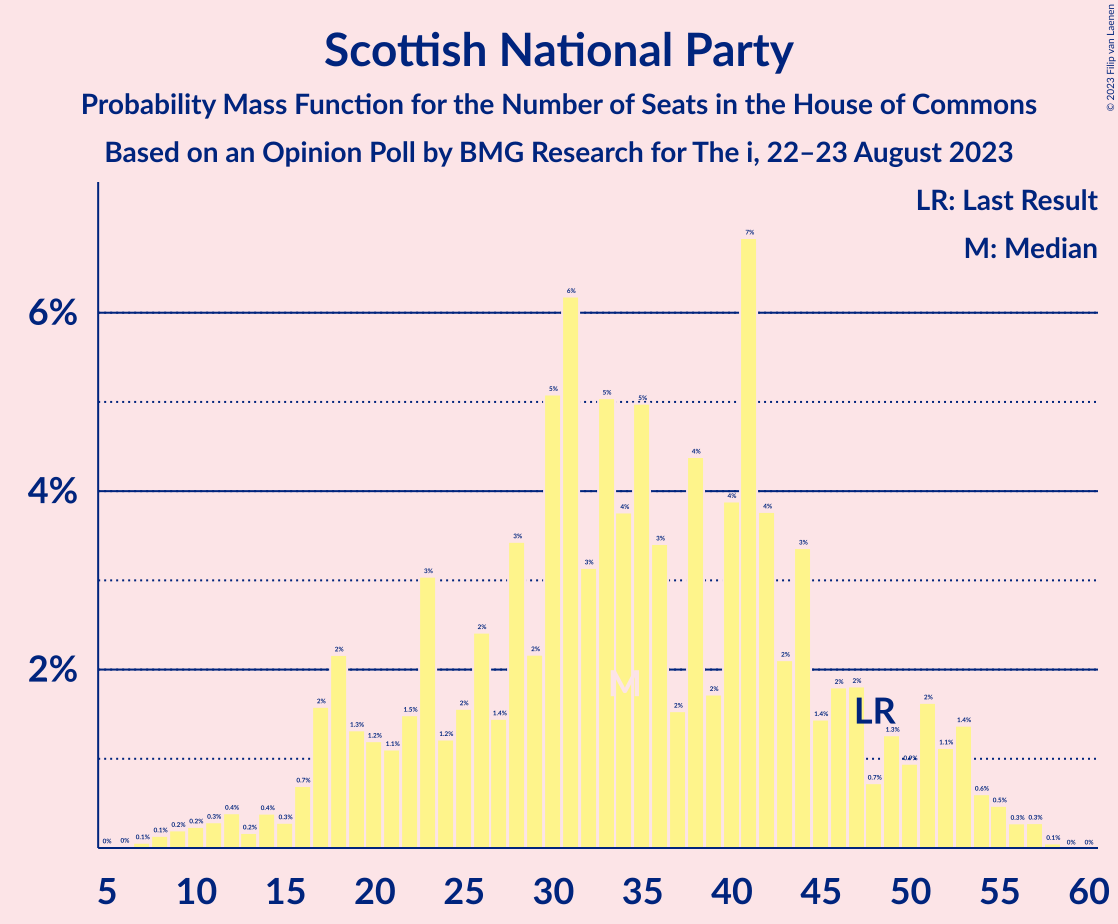 Scottish National Party
Probability Mass Function for the Number of Seats in the House of Commons
Based on an Opinion Poll by BMG Research for The i, 22–23 August 2023
© 2023 Filip van Laenen
LR: Last Result
M: Median
6%
4%
2%
0% 0% 0.1% 0.1% 0.2% 0.2% 0.3% 0.4% 0.2% 0.4% 0.3% 0.7% 2% 2% 1.3% 1.2% 1.1% 1.5% 3% 1.2% 2% 2% 1.4% 3% 2% 5% 6% 3% 5% 4% 5% 3% 2% 4% 2% 4% 7% 4% 2% 3% 1.4% 2% 2% 0.7% 1.3% 0.9% 2% 1.1% 1.4% 0.6% 0.5% 0.3% 0.3% 0.1% 0% 0%
M
LR
5 10 15 20 25 30 35 40 45 50 55 60